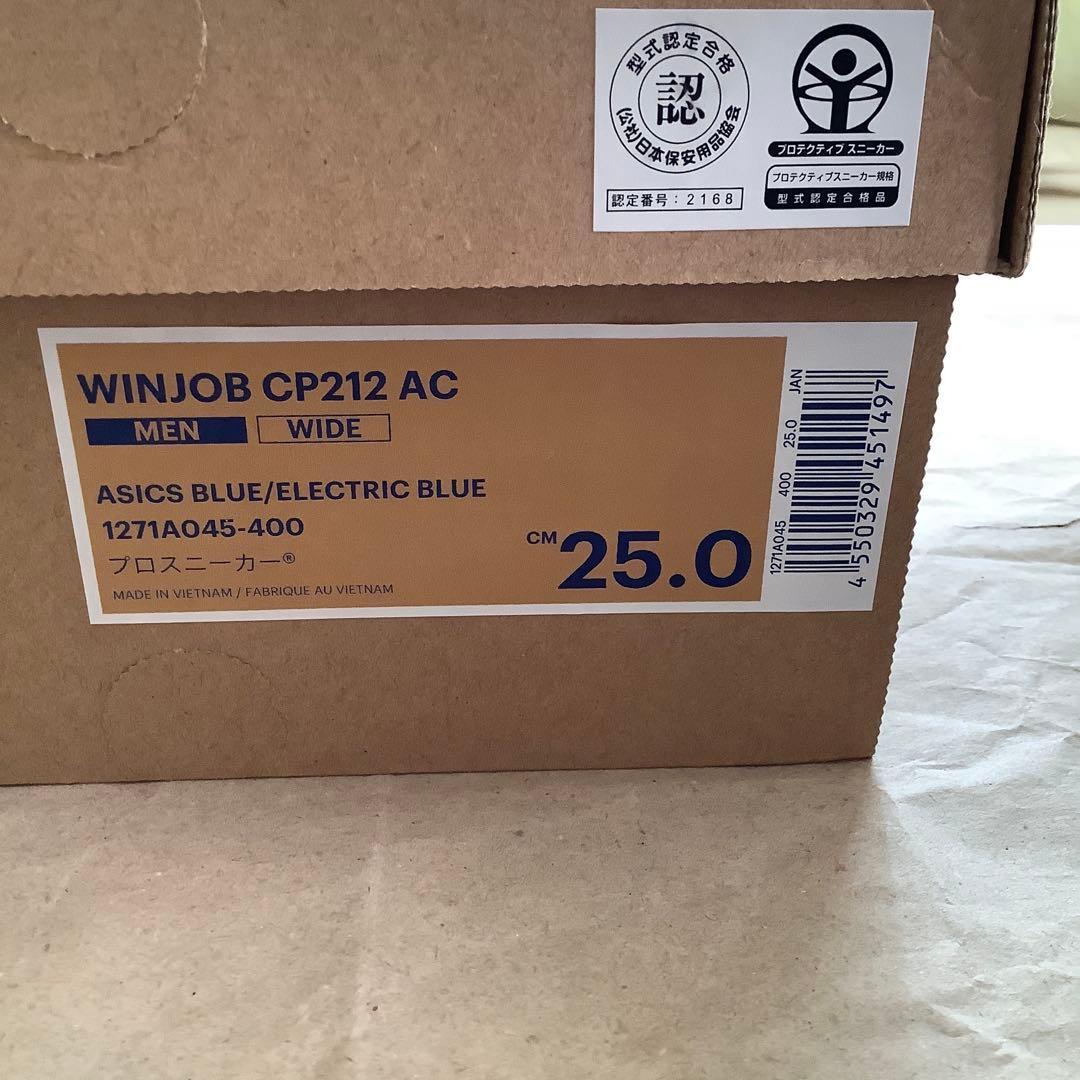 型式認定合格
認
(公社)日本保安用品協会
認定番号：2168
プロテクティブ スニーカー
プロテクティブスニーカー規格
型式認定合格品
WINJOB CP212 AC
MEN WIDE
ASICS BLUE/ELECTRIC BLUE
1271A045-400
プロスニーカー®
MADE IN VIETNAM / FABRIQUE AU VIETNAM
CM 25.0
1271A045 400 25.0 JAN
4 550329 451497